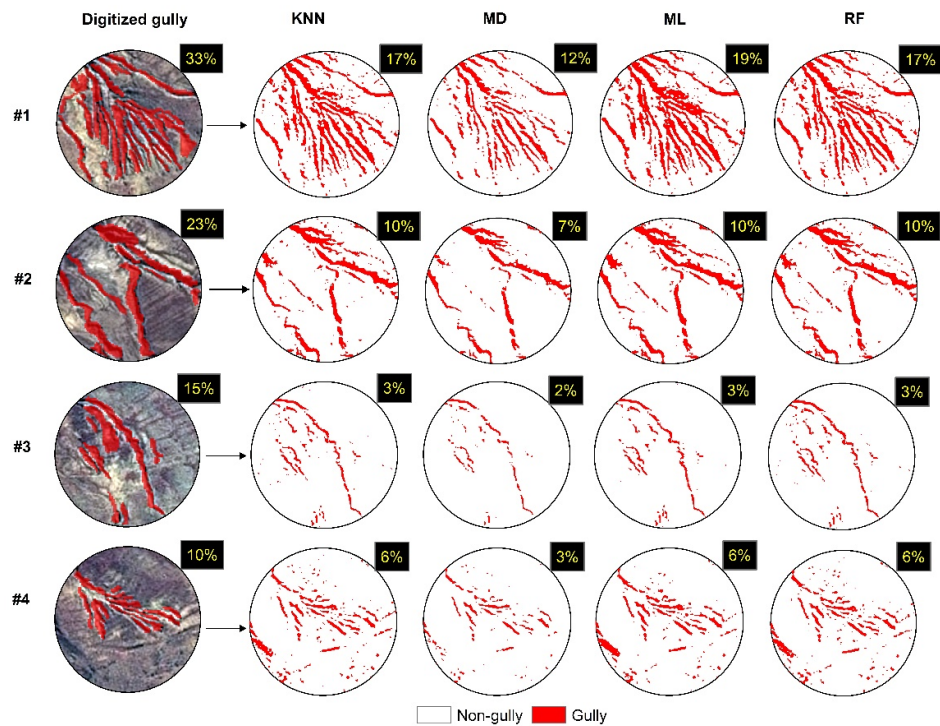 Digitized gully KNN MD ML RF
33% 17% 12% 19% 17%
#1
23% 10% 7% 10% 10%
#2
15% 3% 2% 3% 3%
#3
10% 6% 3% 6% 6%
#4
Non-gully Gully